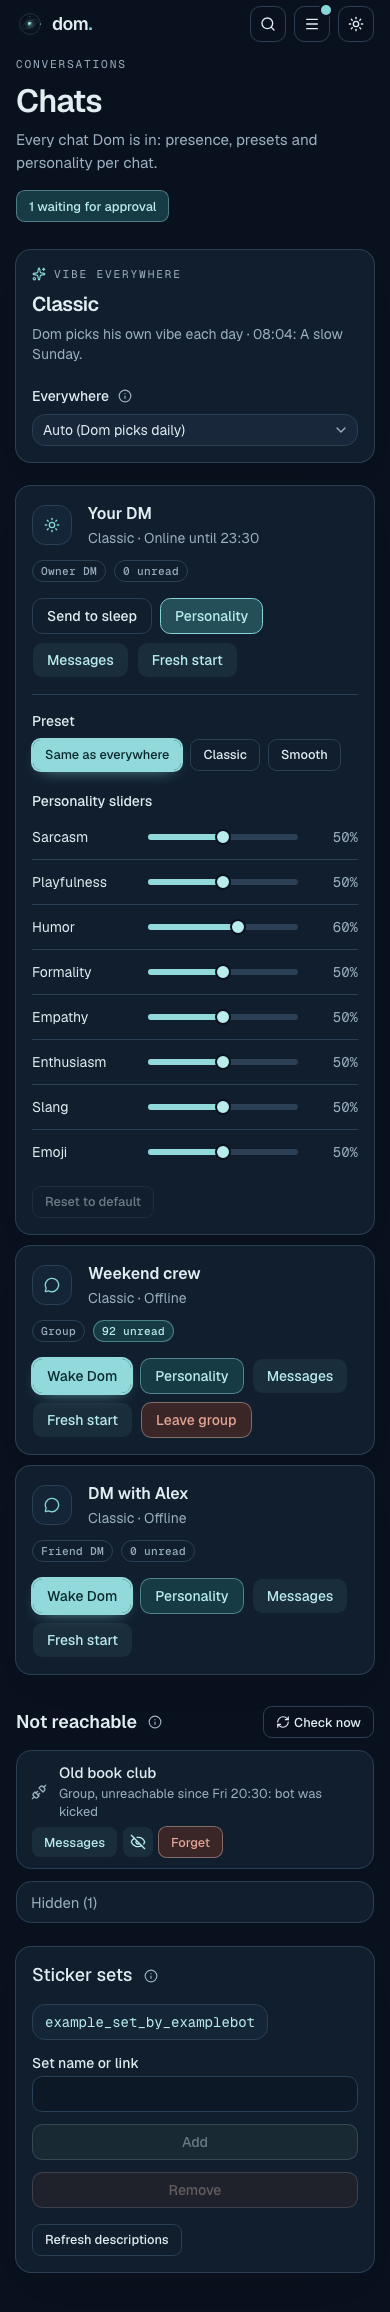 dom.
CONVERSATIONS
Chats
Every chat Dom is in: presence, presets and
personality per chat.
1 waiting for approval
VIBE EVERYWHERE
Classic
Dom picks his own vibe each day · 08:04: A slow
Sunday.
Everywhere
Auto (Dom picks daily)
Your DM
Classic · Online until 23:30
Owner DM 0 unread
Send to sleep Personality
Messages Fresh start
Preset
Same as everywhere Classic Smooth
Personality sliders
Sarcasm 50%
Playfulness 50%
Humor 60%
Formality 50%
Empathy 50%
Enthusiasm 50%
Slang 50%
Emoji 50%
Reset to default
Weekend crew
Classic · Offline
Group 92 unread
Wake Dom Personality Messages
Fresh start Leave group
DM with Alex
Classic · Offline
Friend DM 0 unread
Wake Dom Personality Messages
Fresh start
Not reachable Check now
Old book club
Group, unreachable since Fri 20:30: bot was
kicked
Messages Forget
Hidden (1)
Sticker sets
example_set_by_examplebot
Set name or link
Add
Remove
Refresh descriptions